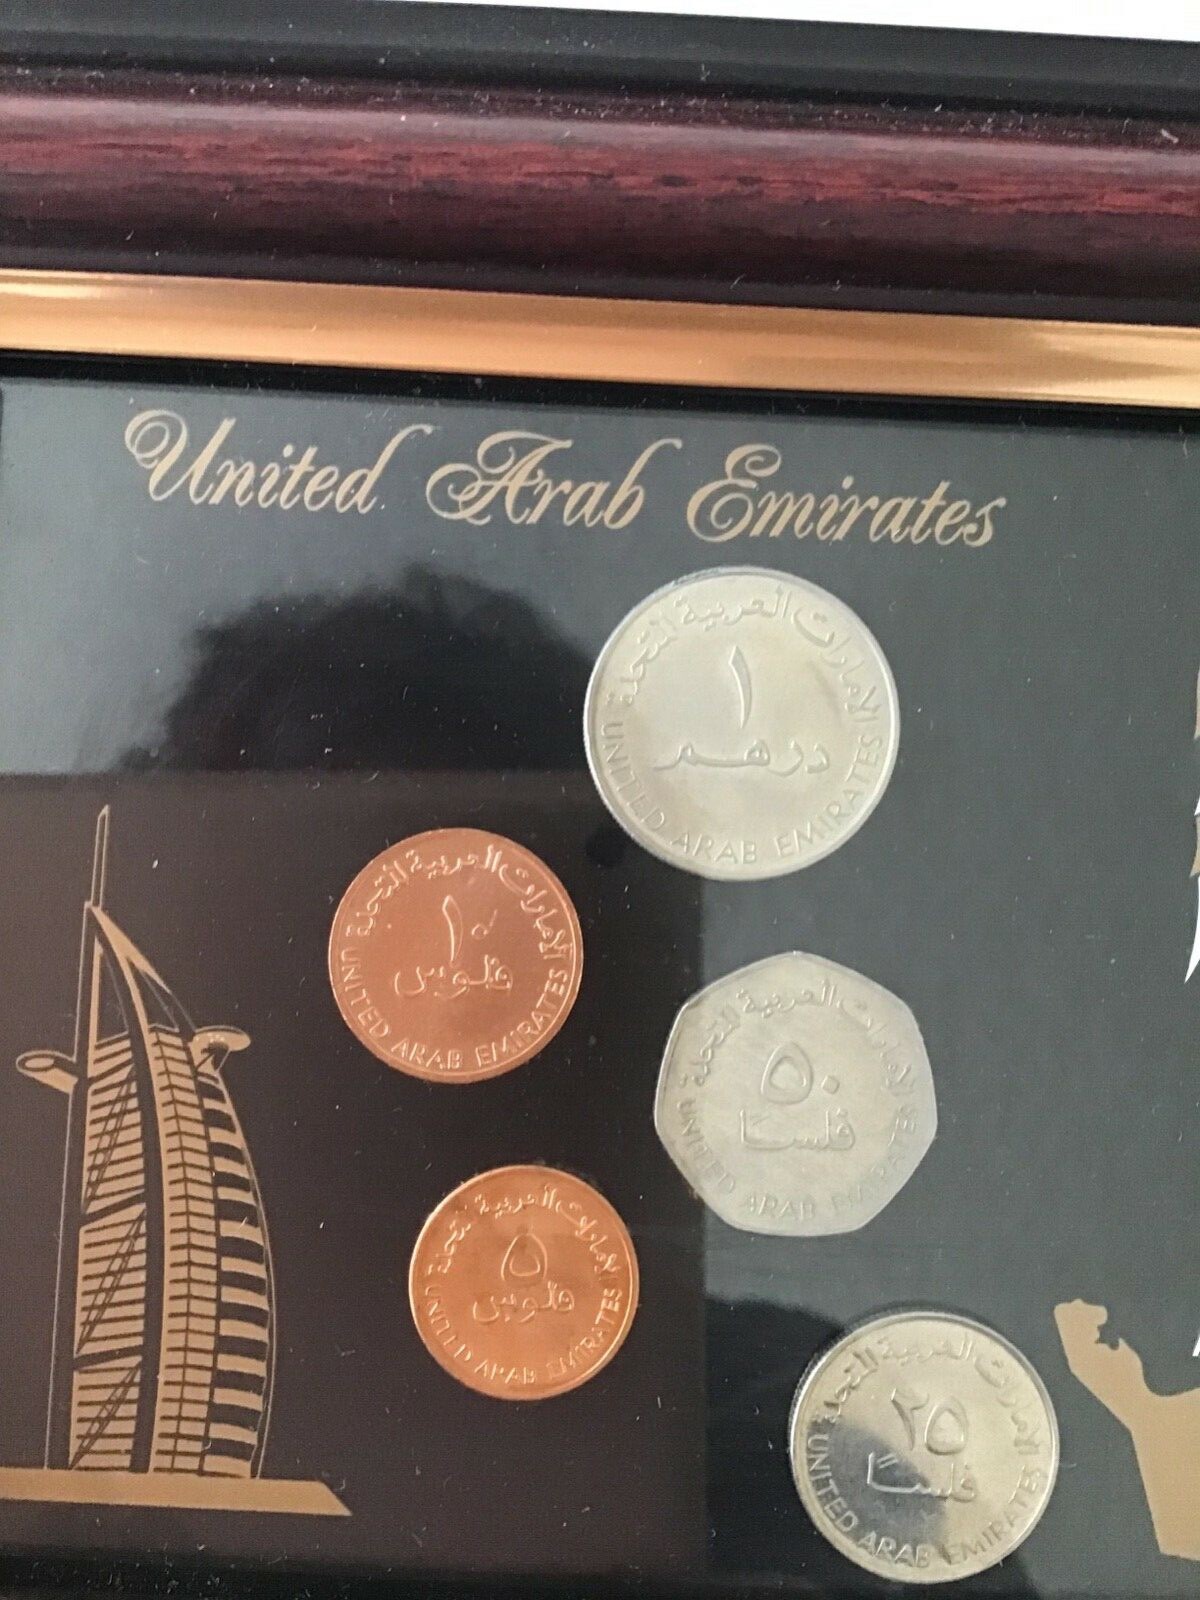 United Arab Emirates
الإمارات العربية المتحدة
١
درهم
UNITED ARAB EMIRATES
الإمارات العربية المتحدة
١٠
فلوس
UNITED ARAB EMIRATES
الإمارات العربية المتحدة
٥٠
فلسًا
UNITED ARAB EMIRATES
الإمارات العربية المتحدة
٥
فلوس
UNITED ARAB EMIRATES
الإمارات العربية المتحدة
٢٥
فلسًا
UNITED ARAB EMIRATES